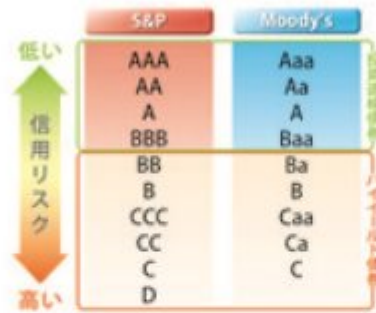 S&P Moody's
低い
AAA Aaa
AA Aa
A A
BBB Baa
BB Ba
B B
CCC Caa
CC Ca
C C
D
高い
信用リスク